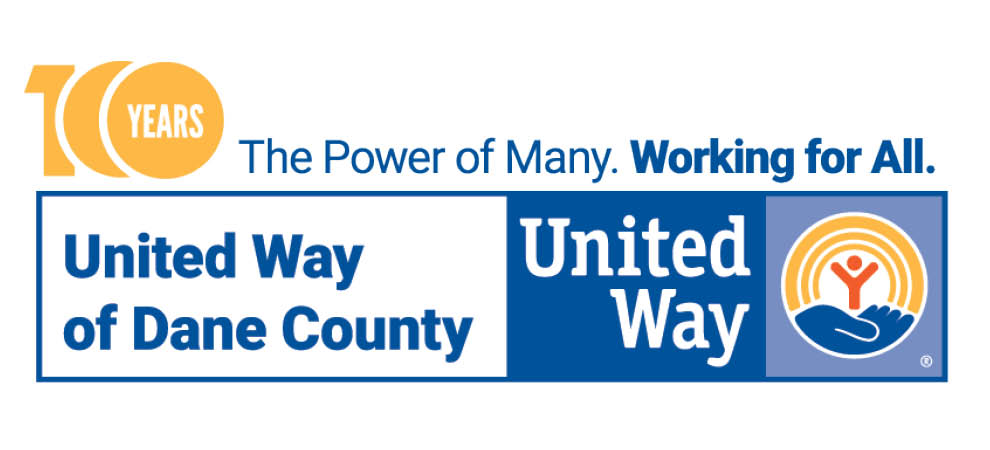 100 YEARS
The Power of Many. Working for All.
United Way
of Dane County
United
Way
®